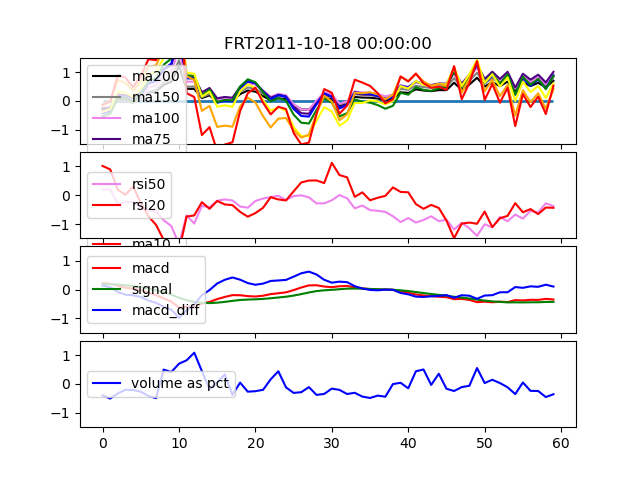 FRT2011-10-18 00:00:00
1
0
−1
ma200
ma150
ma100
ma75
1
0
−1
rsi50
rsi20
ma10
1
0
−1
macd
signal
macd_diff
1
0
−1
volume as pct
0 10 20 30 40 50 60